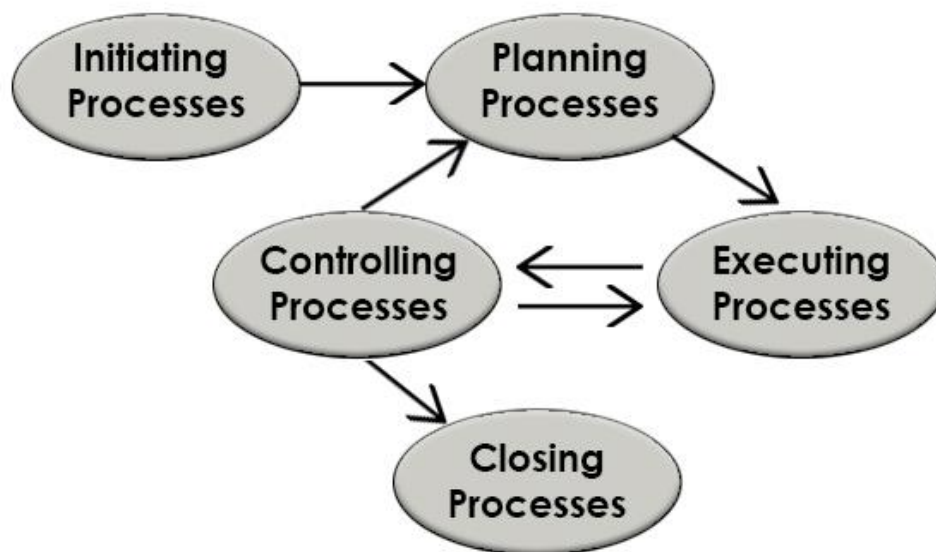 Initiating
Processes
Planning
Processes
Controlling
Processes
Executing
Processes
Closing
Processes